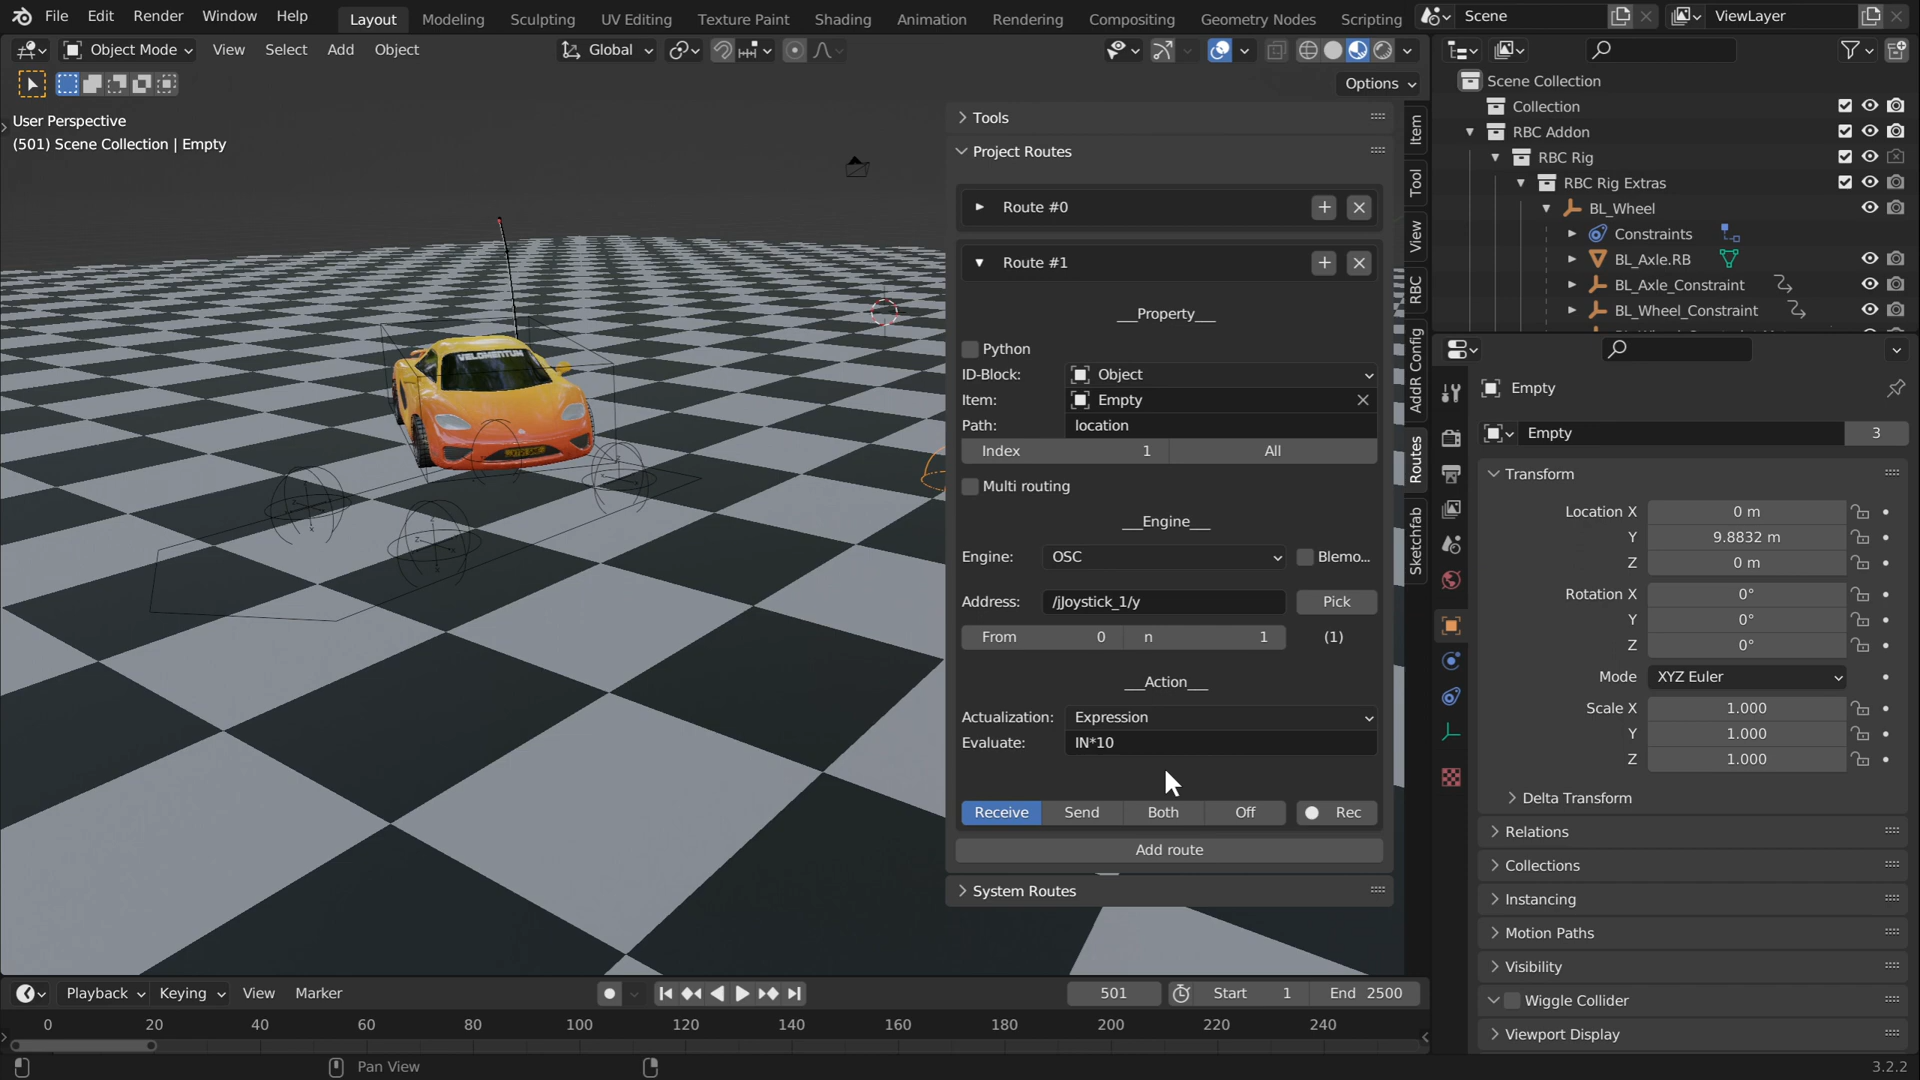 File Edit Render Window Help Layout Modeling Sculpting UV Editing Texture Paint Shading Animation Rendering Compositing Geometry Nodes Scripting Scene ViewLayer
Object Mode View Select Add Object Global
Options
User Perspective
(501) Scene Collection | Empty
VELOMENTUM
Tools
Project Routes
Route #0
Route #1
___Property___
Python
ID-Block: Object
Item: Empty
Path: location
Index 1 All
Multi routing
___Engine___
Engine: OSC Blemo...
Address: /jJoystick_1/y Pick
From 0 n 1 (1)
___Action___
Actualization: Expression
Evaluate: IN*10
Receive Send Both Off Rec
Add route
System Routes
Item
Tool
View
RBC
AddR Config
Routes
Sketchfab
Scene Collection
Collection
RBC Addon
RBC Rig
RBC Rig Extras
BL_Wheel
Constraints
BL_Axle.RB
BL_Axle_Constraint
BL_Wheel_Constraint
Empty
Empty 3
Transform
Location X 0 m
Y 9.8832 m
Z 0 m
Rotation X 0°
Y 0°
Z 0°
Mode XYZ Euler
Scale X 1.000
Y 1.000
Z 1.000
Delta Transform
Relations
Collections
Instancing
Motion Paths
Visibility
Wiggle Collider
Viewport Display
Playback Keying View Marker 501 Start 1 End 2500
0 20 40 60 80 100 120 140 160 180 200 220 240
Pan View 3.2.2